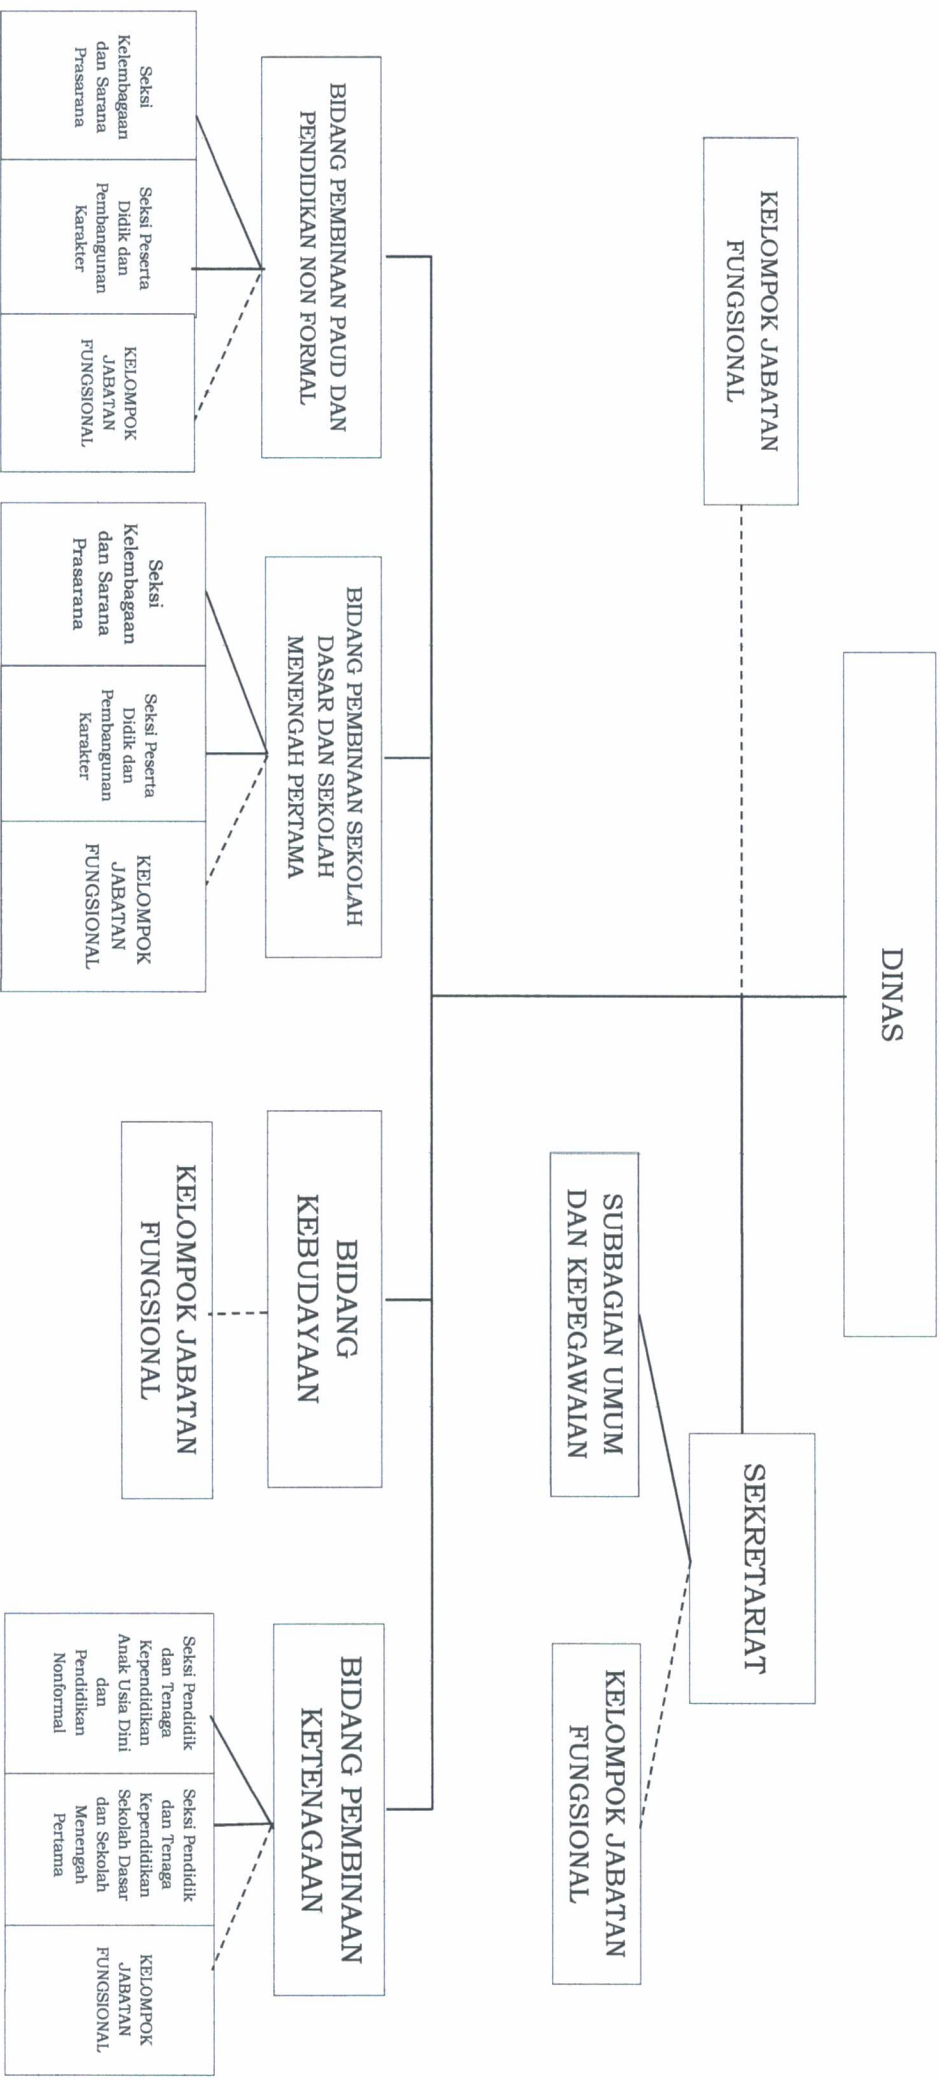 DINAS
KELOMPOK JABATAN
FUNGSIONAL
SEKRETARIAT
SUBBAGIAN UMUM
DAN KEPEGAWAIAN
KELOMPOK JABATAN
FUNGSIONAL
BIDANG PEMBINAAN PAUD DAN
PENDIDIKAN NON FORMAL
BIDANG PEMBINAAN SEKOLAH
DASAR DAN SEKOLAH
MENENGAH PERTAMA
BIDANG
KEBUDAYAAN
BIDANG PEMBINAAN
KETENAGAAN
Seksi
Kelembagaan
dan Sarana
Prasarana
Seksi Peserta
Didik dan
Pembangunan
Karakter
KELOMPOK
JABATAN
FUNGSIONAL
Seksi
Kelembagaan
dan Sarana
Prasarana
Seksi Peserta
Didik dan
Pembangunan
Karakter
KELOMPOK
JABATAN
FUNGSIONAL
KELOMPOK JABATAN
FUNGSIONAL
Seksi Pendidik
dan Tenaga
Kependidikan
Anak Usia Dini
dan
Pendidikan
Nonformal
Seksi Pendidik
dan Tenaga
Kependidikan
Sekolah Dasar
dan Sekolah
Menengah
Pertama
KELOMPOK
JABATAN
FUNGSIONAL